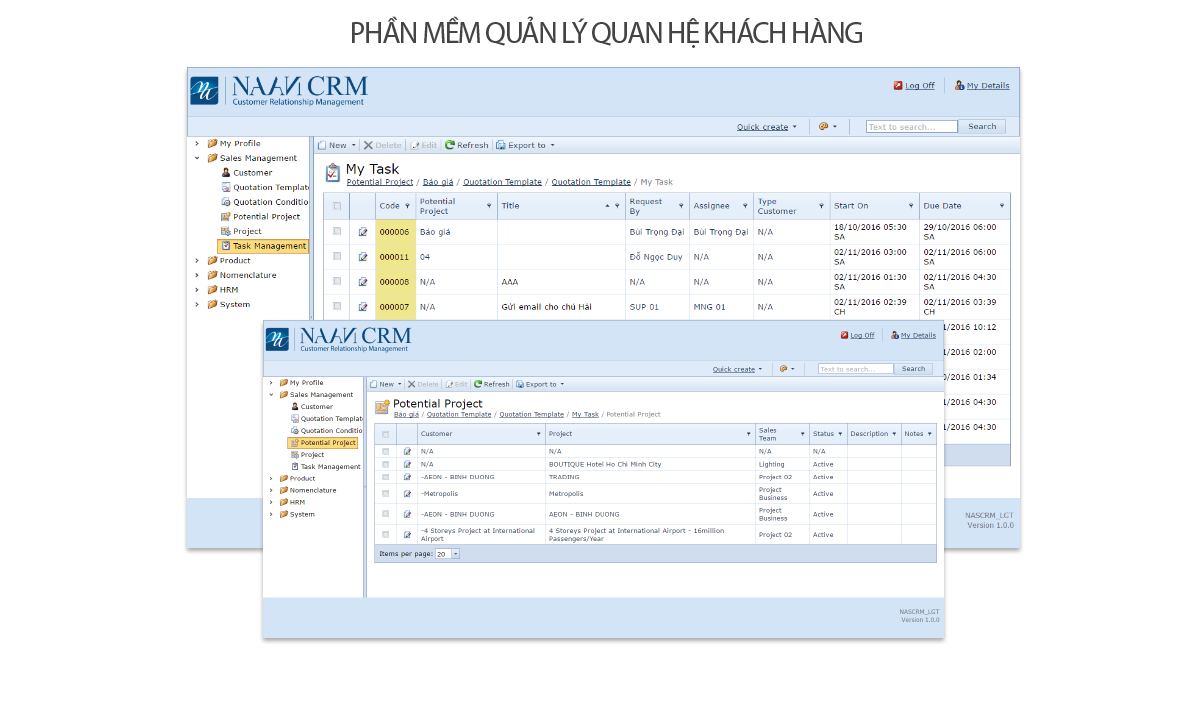 PHẦN MỀM QUẢN LÝ QUAN HỆ KHÁCH HÀNG
NAAN CRM
Customer Relationship Management
Log Off
My Details
Quick create
Text to search...
Search
My Profile
Sales Management
Customer
Quotation Templat
Quotation Conditio
Potential Project
Project
Task Management
Product
Nomenclature
HRM
System
New Delete Edit Refresh Export to
My Task
Potential Project / Báo giá / Quotation Template / Quotation Template / My Task
Code Potential Project Title Request By Assignee Type Customer Start On Due Date
000006 Báo giá Bùi Trọng Đại Bùi Trọng Đại N/A 18/10/2016 05:30 SA 29/10/2016 06:00 SA
000011 04 Đỗ Ngọc Duy N/A N/A 02/11/2016 03:00 SA 02/11/2016 06:00 SA
000008 N/A AAA N/A N/A N/A 02/11/2016 01:30 SA 02/11/2016 04:30 SA
000007 N/A Gửi email cho chú Hải SUP 01 MNG 01 N/A 02/11/2016 02:39 CH 02/11/2016 03:39 CH
1/2016 10:12
1/2016 02:00
0/2016 01:34
1/2016 04:30
1/2016 04:30
NASCRM_LGT
Version 1.0.0
NAAN CRM
Customer Relationship Management
Log Off
My Details
Quick create
Text to search...
Search
My Profile
Sales Management
Customer
Quotation Templat
Quotation Conditio
Potential Project
Project
Task Management
Product
Nomenclature
HRM
System
New Delete Edit Refresh Export to
Potential Project
Báo giá / Quotation Template / Quotation Template / My Task / Potential Project
Customer Project Sales Team Status Description Notes
N/A N/A N/A N/A
N/A BOUTIQUE Hotel Ho Chi Minh City Lighting Active
-AEON - BINH DUONG TRADING Project 02 Active
-Metropolis Metropolis Project Business Active
-AEON - BINH DUONG AEON - BINH DUONG Project Business Active
-4 Storeys Project at International Airport 4 Storeys Project at International Airport - 16million Passengers/Year Project 02 Active
Items per page: 20
NASCRM_LGT
Version 1.0.0